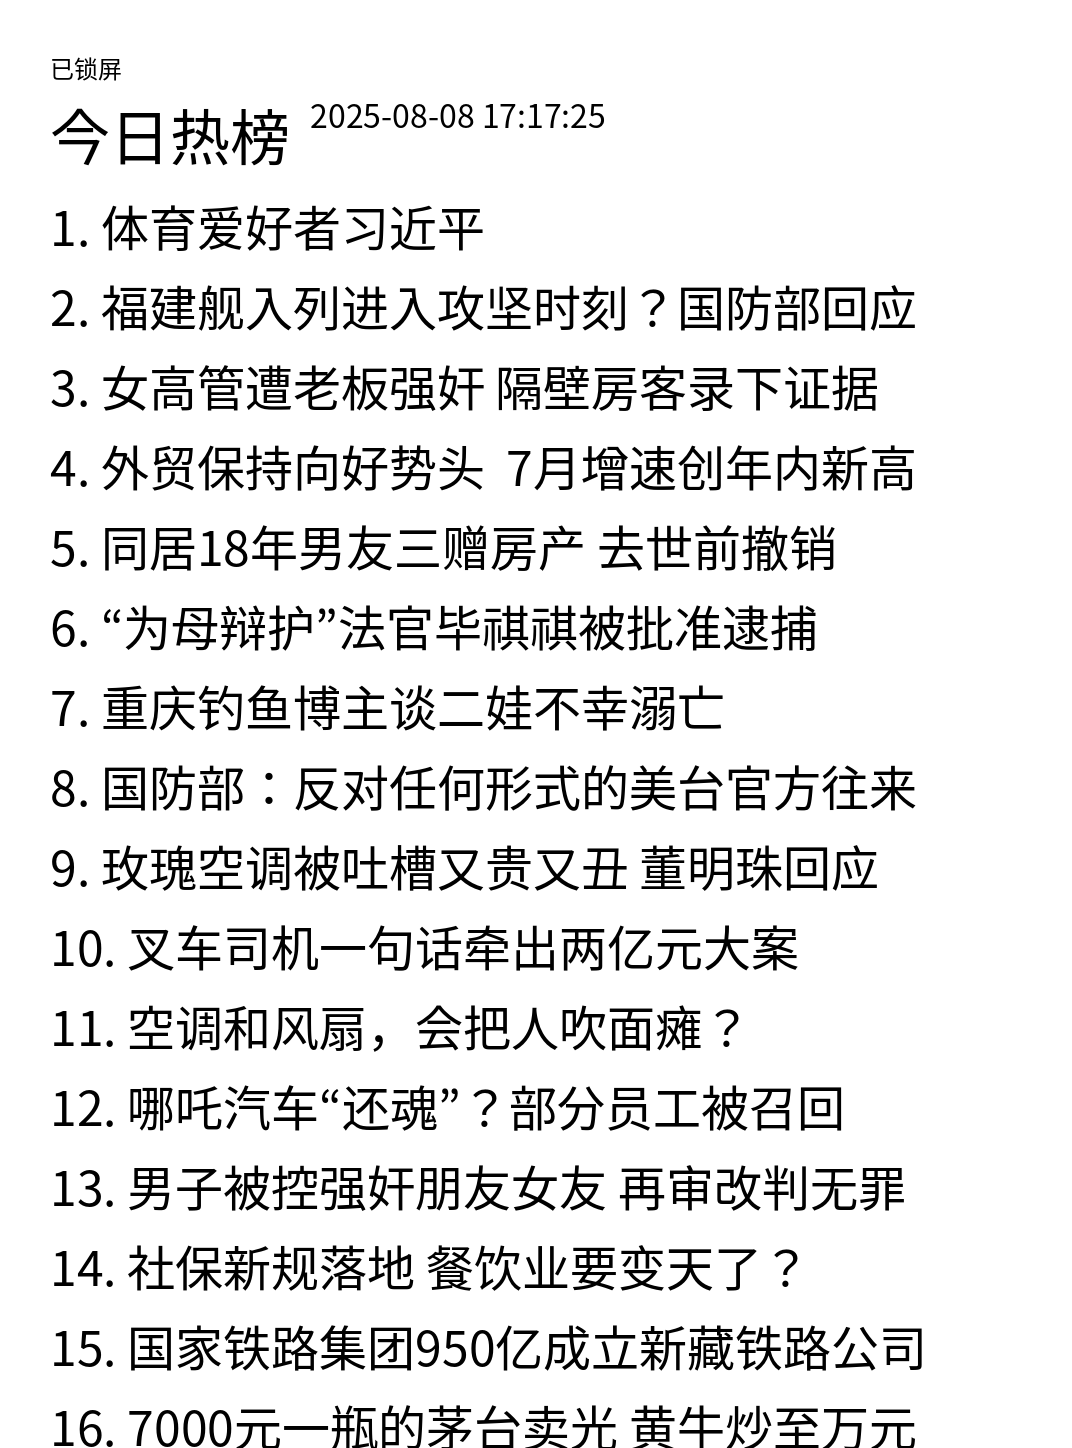 已锁屏
今日热榜 2025-08-08 17:17:25
1. 体育爱好者习近平
2. 福建舰入列进入攻坚时刻？国防部回应
3. 女高管遭老板强奸 隔壁房客录下证据
4. 外贸保持向好势头  7月增速创年内新高
5. 同居18年男友三赠房产 去世前撤销
6. “为母辩护”法官毕祺祺被批准逮捕
7. 重庆钓鱼博主谈二娃不幸溺亡
8. 国防部：反对任何形式的美台官方往来
9. 玫瑰空调被吐槽又贵又丑 董明珠回应
10. 叉车司机一句话牵出两亿元大案
11. 空调和风扇，会把人吹面瘫？
12. 哪吒汽车“还魂”？部分员工被召回
13. 男子被控强奸朋友女友 再审改判无罪
14. 社保新规落地 餐饮业要变天了？
15. 国家铁路集团950亿成立新藏铁路公司
16. 7000元一瓶的茅台卖光 黄牛炒至万元